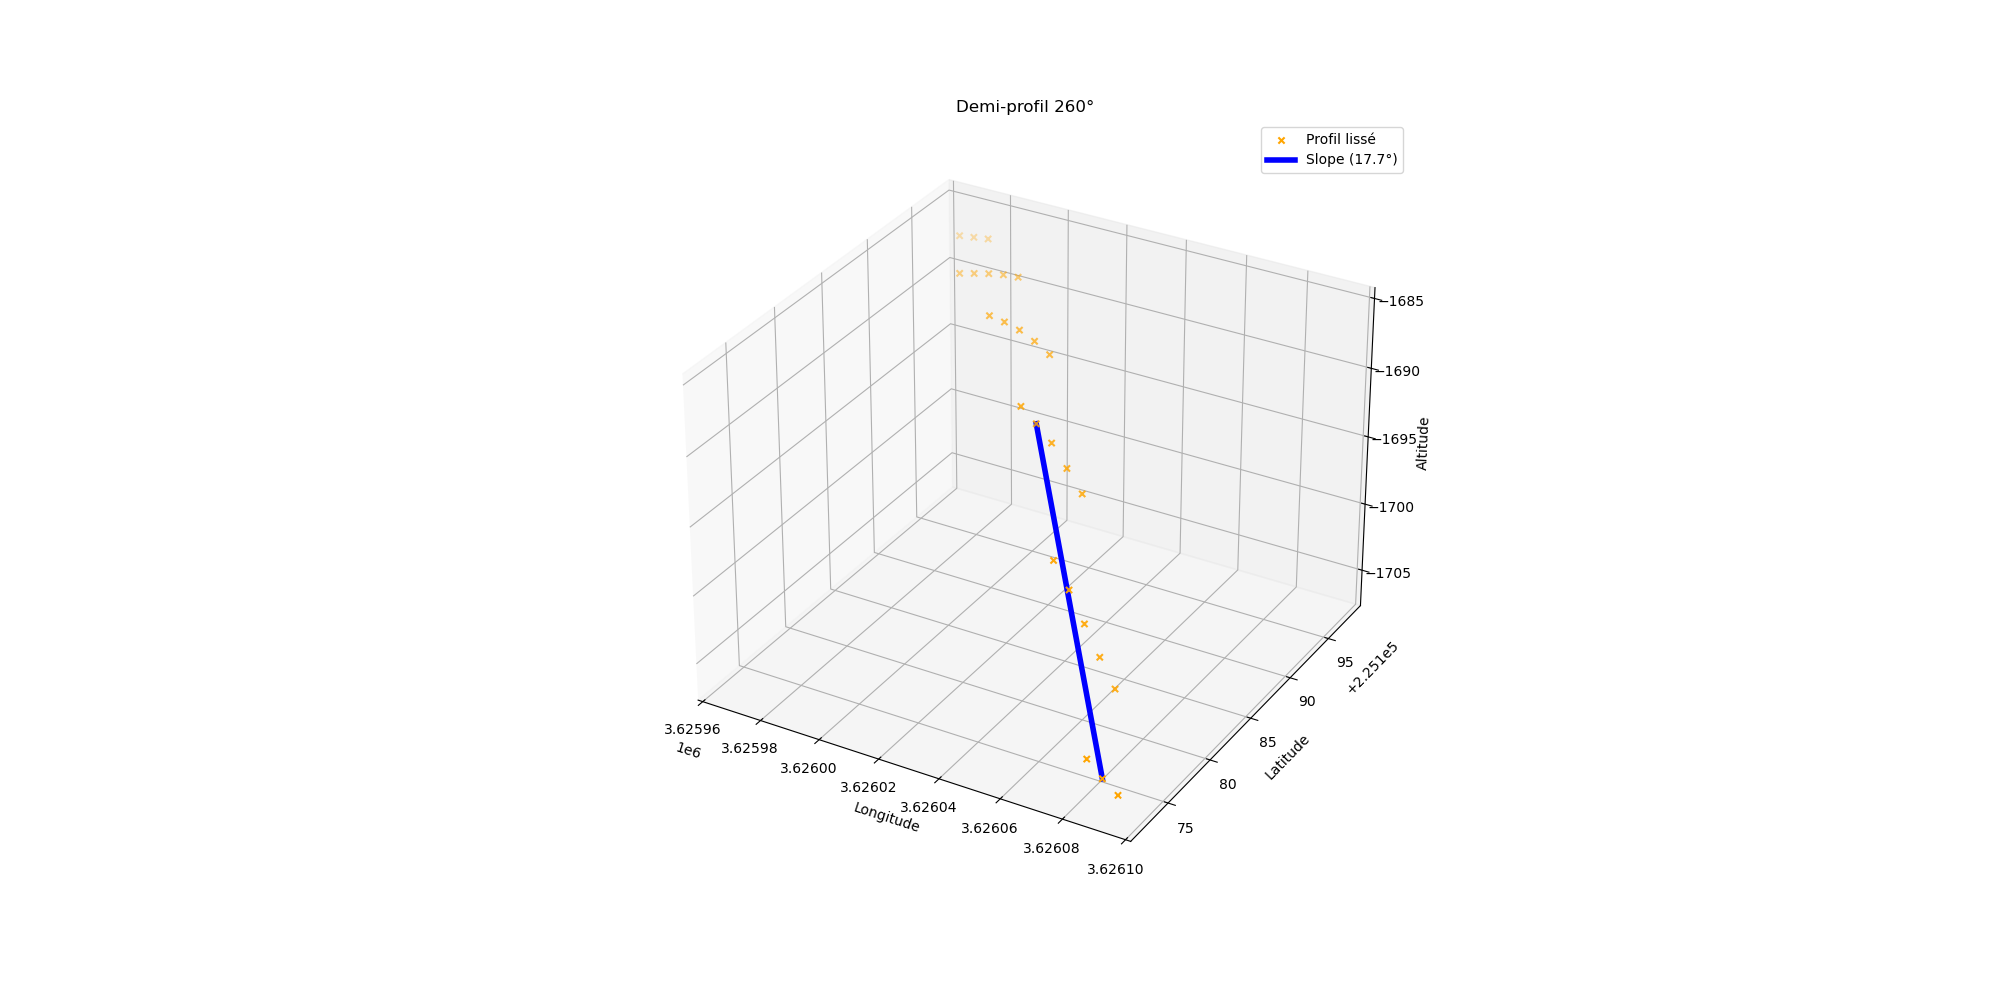 Demi-profil 260°
Profil lissé
Slope (17.7°)
−1685
−1690
−1695
−1700
−1705
Altitude
95
90
85
80
75
+2.251e5
Latitude
3.62596
3.62598
3.62600
3.62602
3.62604
3.62606
3.62608
3.62610
1e6
Longitude